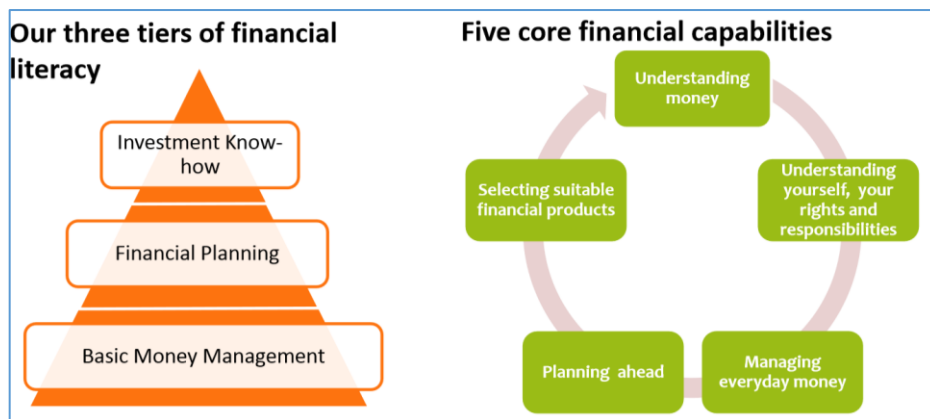 Our three tiers of financial
literacy
Investment Know-
how
Financial Planning
Basic Money Management
Five core financial capabilities
Understanding
money
Understanding
yourself, your
rights and
responsibilities
Managing
everyday money
Planning ahead
Selecting suitable
financial products